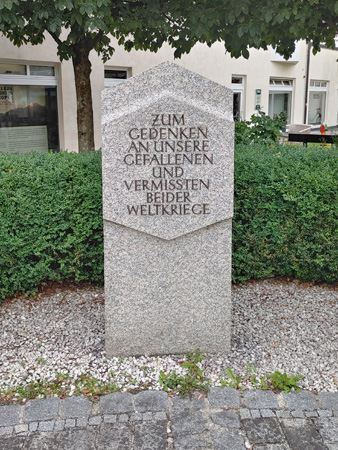 ZUM
GEDENKEN
AN UNSERE
GEFALLENEN
UND
VERMISSTEN
BEIDER
WELTKRIEGE